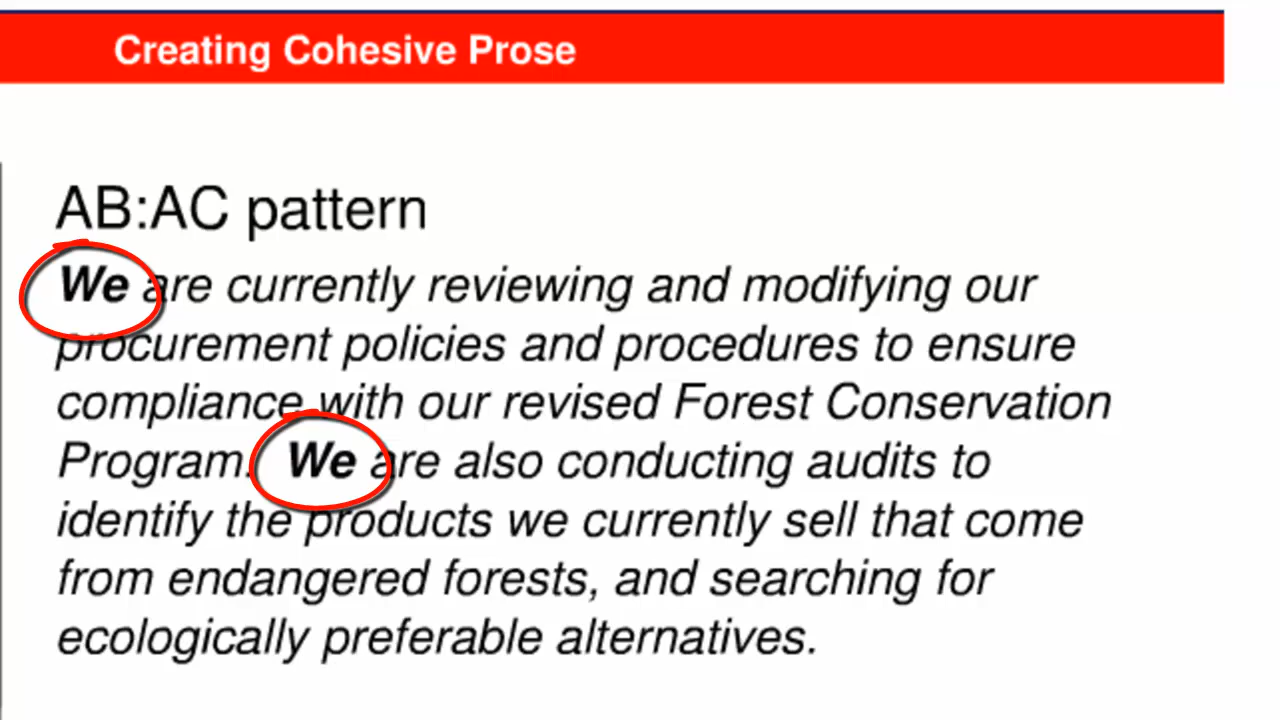 Creating Cohesive Prose
AB:AC pattern
We are currently reviewing and modifying our
procurement policies and procedures to ensure
compliance with our revised Forest Conservation
Program. We are also conducting audits to
identify the products we currently sell that come
from endangered forests, and searching for
ecologically preferable alternatives.